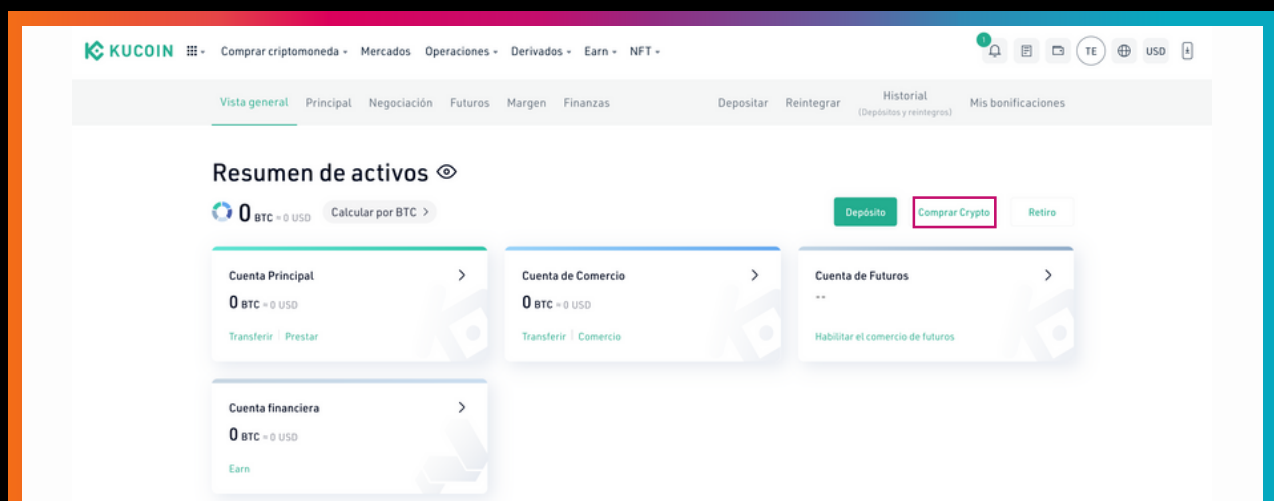 KUCOIN Comprar criptomoneda Mercados Operaciones Derivados Earn NFT 1 TE USD
Vista general Principal Negociación Futuros Margen Finanzas Depositar Reintegrar Historial Mis bonificaciones
(Depósitos y reintegros)
Resumen de activos
0 BTC ≈ 0 USD Calcular por BTC > Depósito Comprar Crypto Retiro
Cuenta Principal Cuenta de Comercio Cuenta de Futuros
0 BTC ≈ 0 USD 0 BTC ≈ 0 USD --
Transferir | Prestar Transferir | Comercio Habilitar el comercio de futuros
Cuenta financiera
0 BTC ≈ 0 USD
Earn